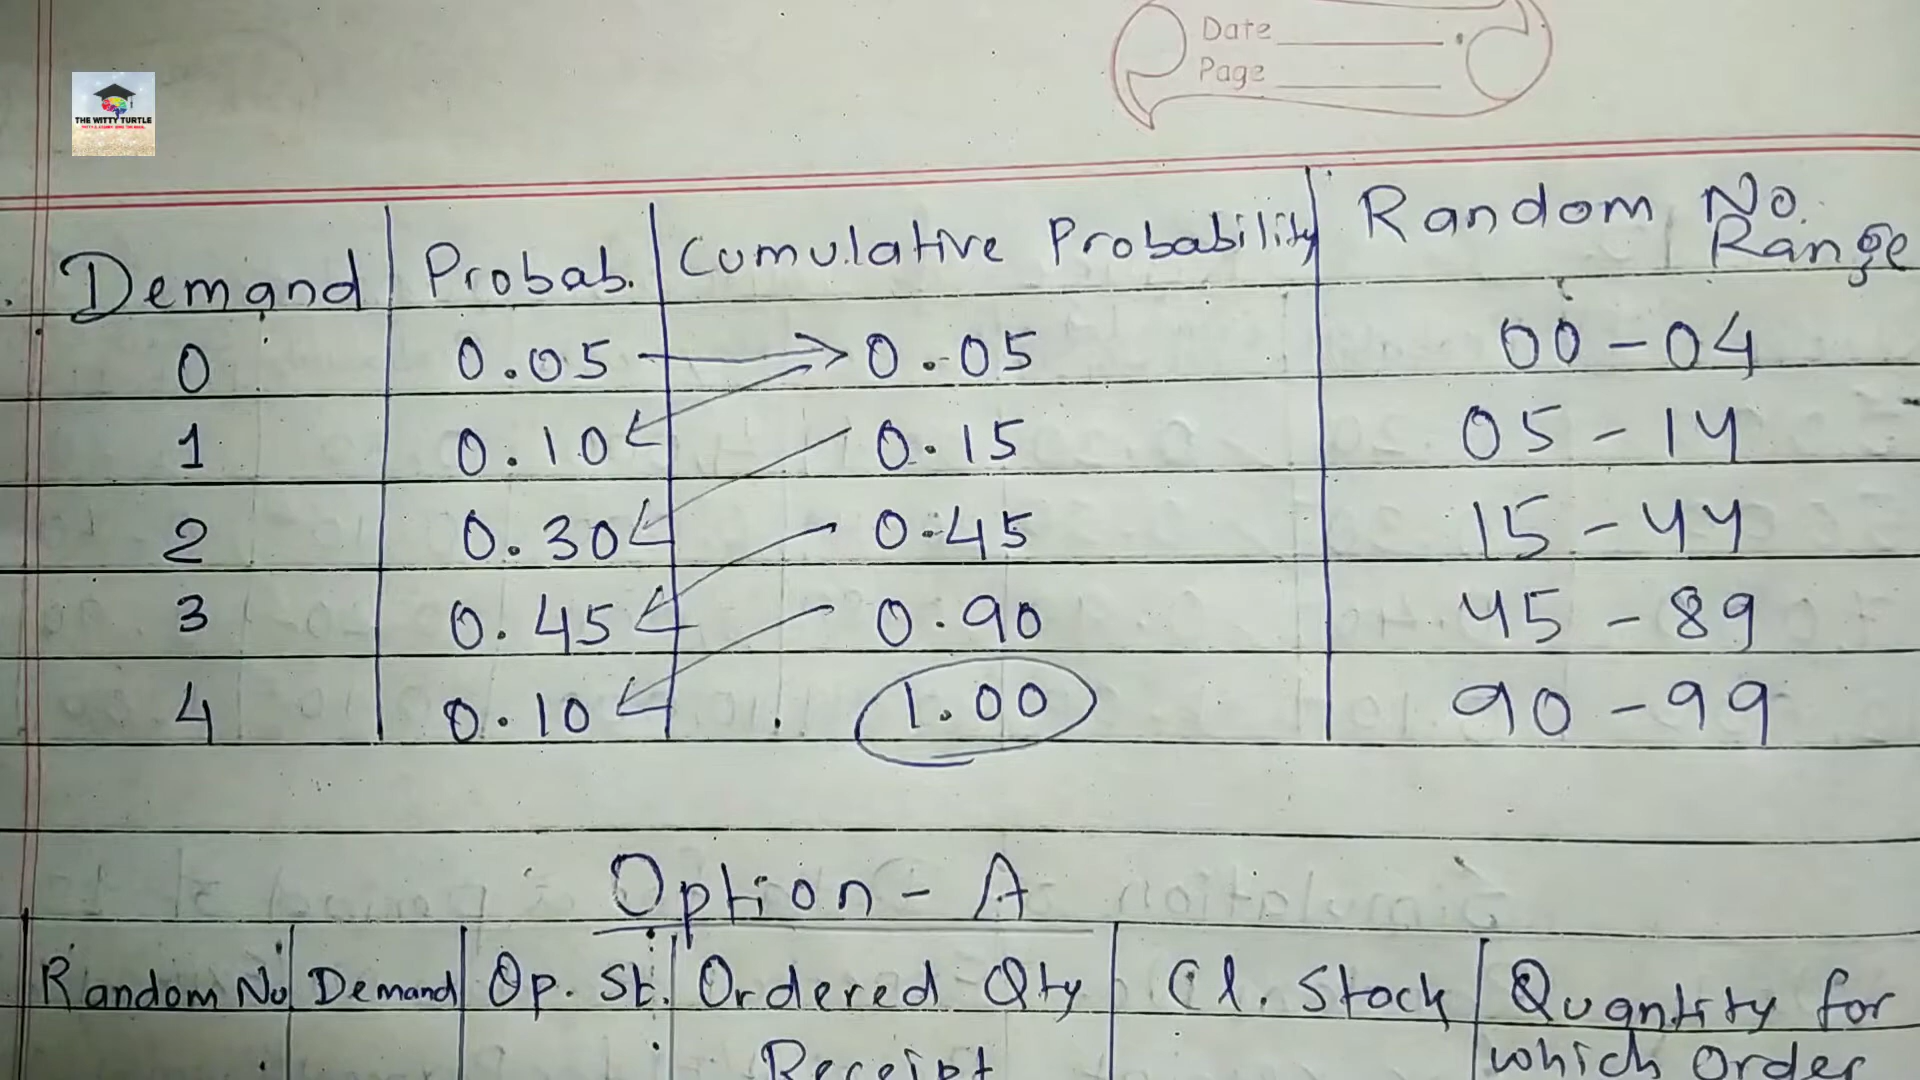 Date
Page
THE WITTY TURTLE
Demand Probab. Cumulative Probability Random No. Range
0 0.05 0.05 00-04
1 0.10 0.15 05-14
2 0.30 0.45 15-44
3 0.45 0.90 45-89
4 0.10 1.00 90-99
Option-A
Random No Demand Op. St. Ordered Qty Cl. Stock Quantity for
Receipt which Order